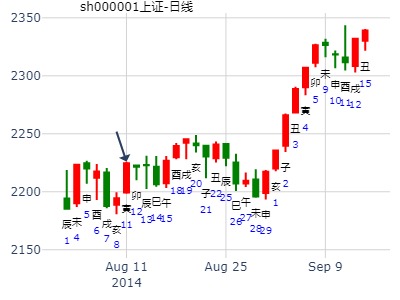 sh000001上证-日线
2350
2300
2250
2200
2150
辰
1
未
4
申
5
酉
6
戌
7
亥
8
寅
11
卯
12
辰
13
巳
14
午
15
酉
18
戌
19
亥
20
子
21
丑
22
辰
25
巳
26
午
27
未
28
申
29
亥
1
子
2
丑
3
寅
4
卯
5
未
9
申
10
酉
11
戌
12
丑
15
Aug 11
2014
Aug 25
Sep 9